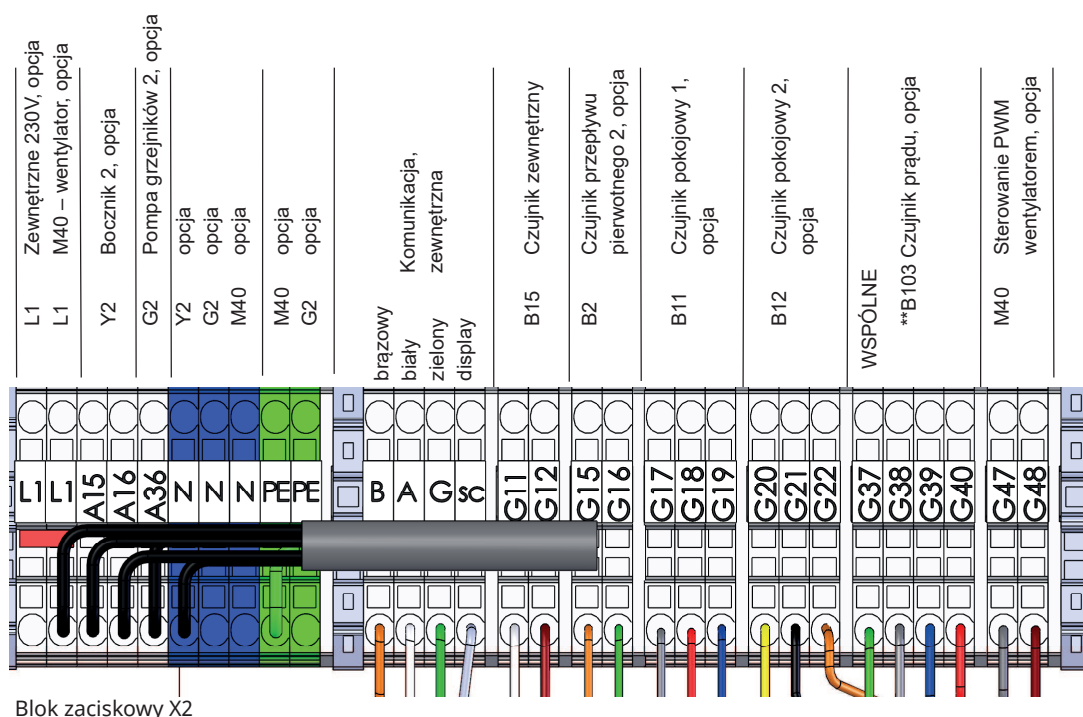 L1 Zewnętrzne 230V, opcja
L1 M40 – wentylator, opcja
Y2 Bocznik 2, opcja
G2 Pompa grzejników 2, opcja
Y2 opcja
G2 opcja
M40 opcja
M40 opcja
G2 opcja
brązowy
biały
zielony
display
Komunikacja,
zewnętrzna
B15 Czujnik zewnętrzny
B2 Czujnik przepływu
pierwotnego 2, opcja
B11 Czujnik pokojowy 1,
opcja
B12 Czujnik pokojowy 2,
opcja
WSPÓLNE
**B103 Czujnik prądu, opcja
M40 Sterowanie PWM
wentylatorem, opcja
L1 L1 A15 A16 A36 N N N PE PE B A G SC G11 G12 G15 G16 G17 G18 G19 G20 G21 G22 G37 G38 G39 G40 G47 G48
Blok zaciskowy X2